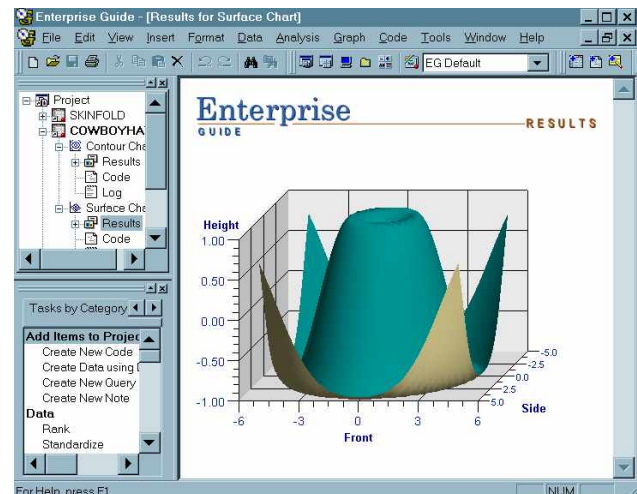 Enterprise Guide - [Results for Surface Chart]
File Edit View Insert Format Data Analysis Graph Code Tools Window Help
EG Default
Project
SKINFOLD
COWBOYHA
Contour Cha
Results
Code
Log
Surface Cha
Results
Code
Tasks by Category
Add Items to Projec
Create New Code
Create Data using
Create New Query
Create New Note
Data
Rank
Standardize
Enterprise
GUIDE
RESULTS
Height
1.00
0.50
0.00
-0.50
-1.00
-6 -3 0 3 6
Front
-5.0
-2.5
0.0
2.5
5.0
Side
For Help, press F1
NUM